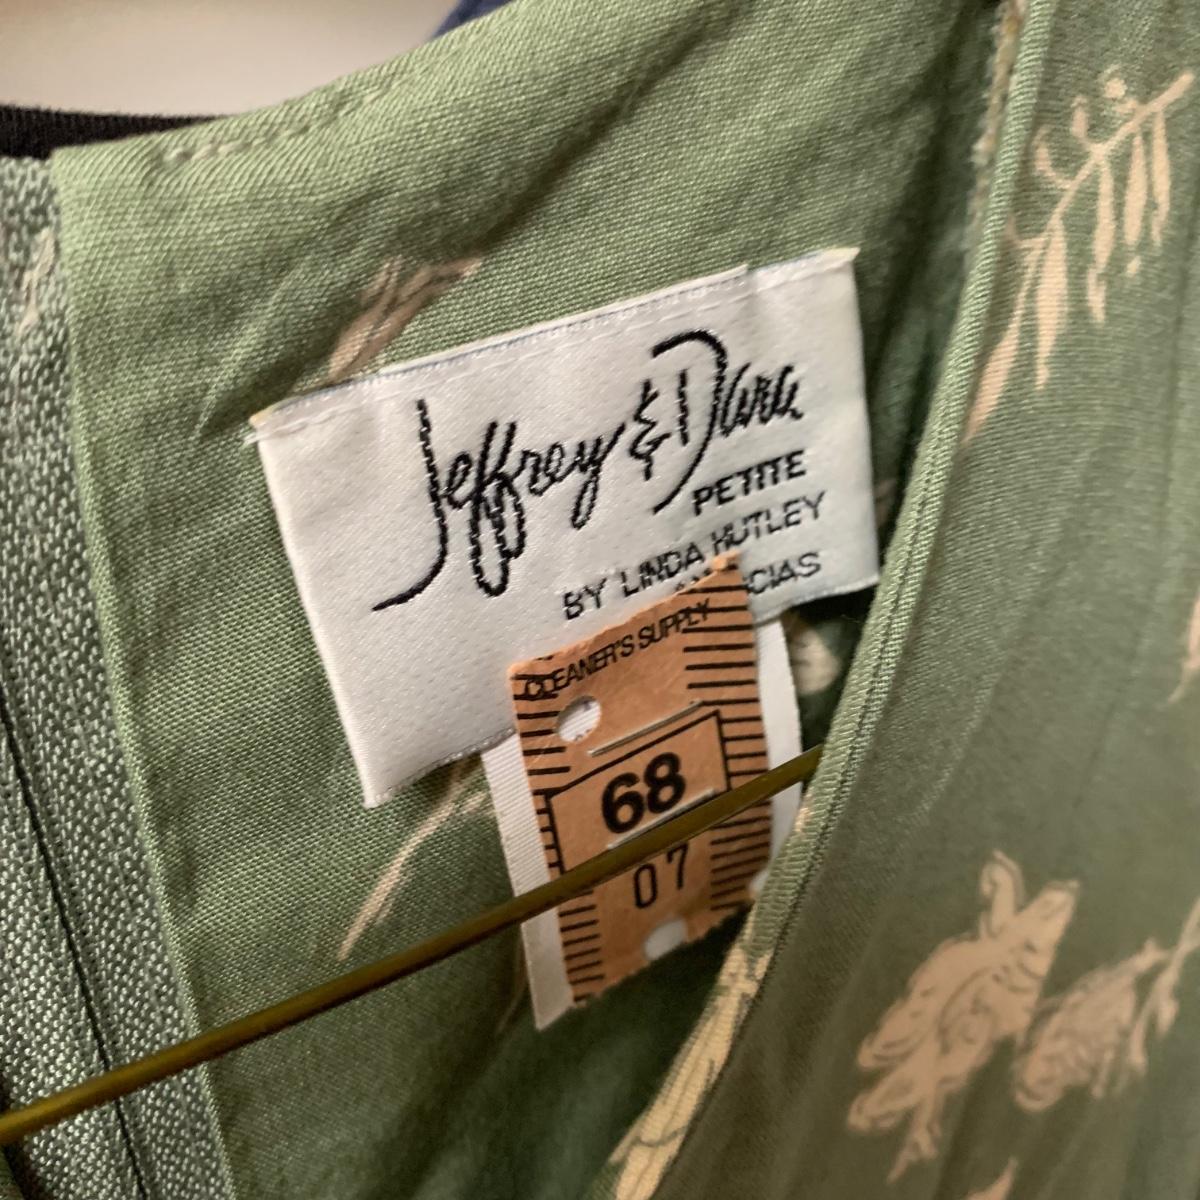 Jeffrey & Dara
PETITE
BY LINDA HUTLEY
CLEANER'S SUPPLY
68
07